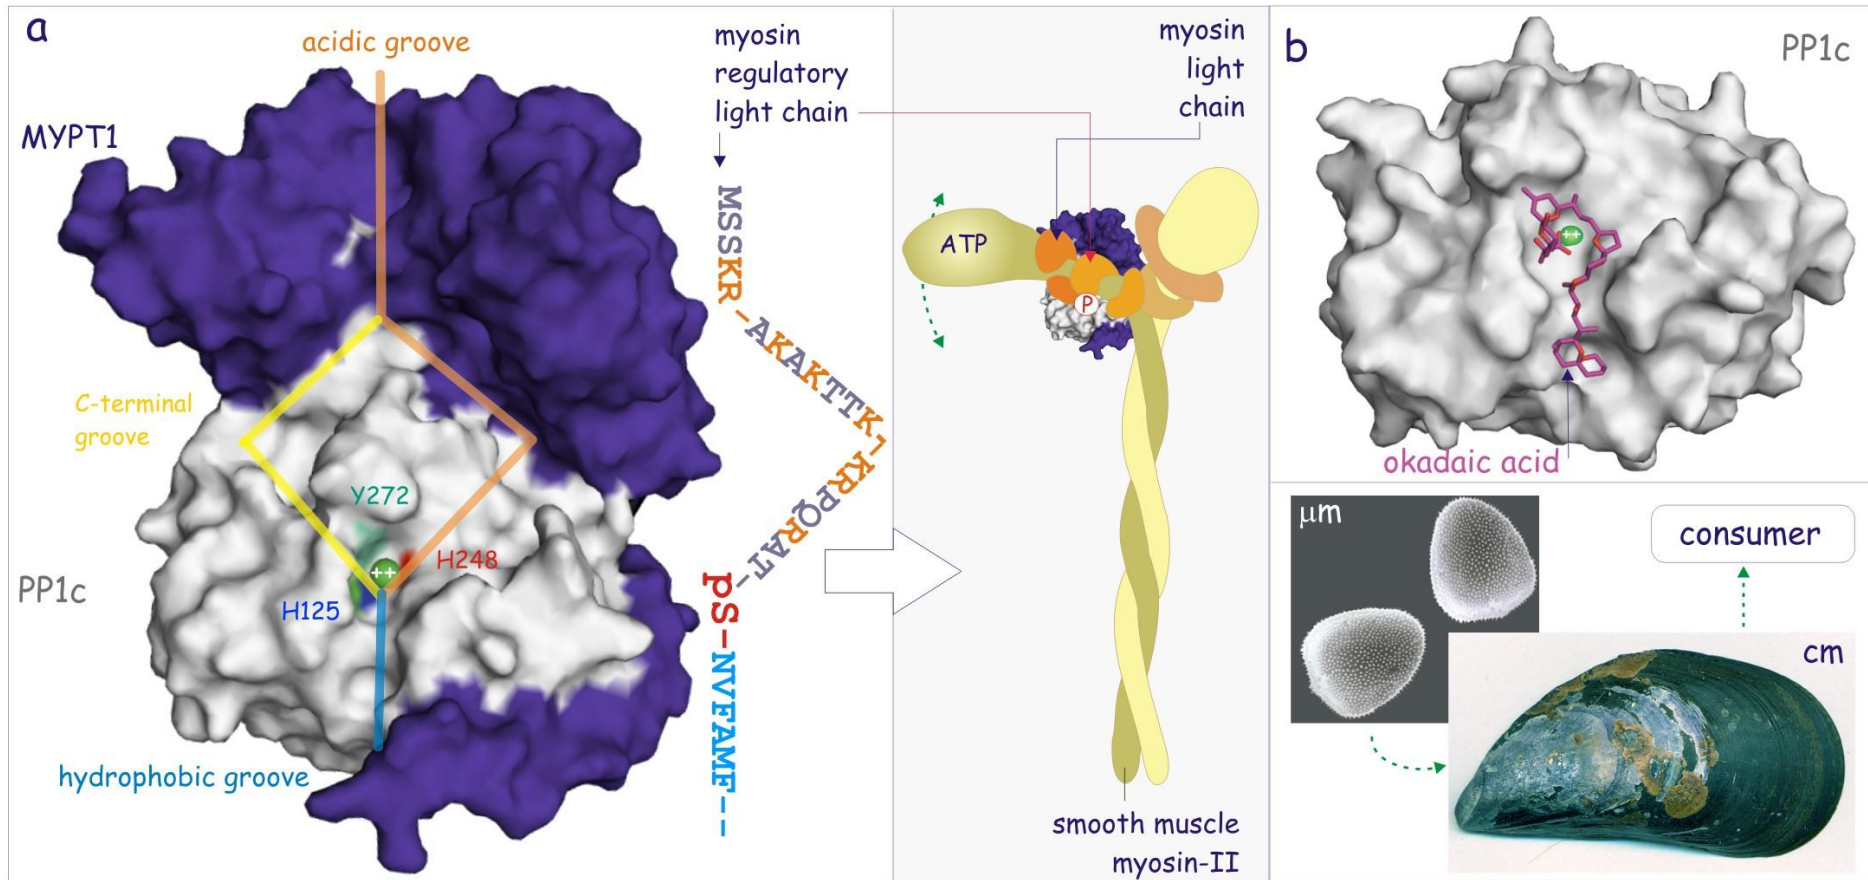 a
acidic groove
MYPT1
C-terminal
groove
Y272
++
H248
H125
PP1c
hydrophobic groove
myosin
regulatory
light chain
MSSKR-AKAKTTK
KRPQRAT-
pS-NVFAMF--
myosin
light
chain
ATP
P
smooth muscle
myosin-II
b
PP1c
++
okadaic acid
μm
consumer
cm